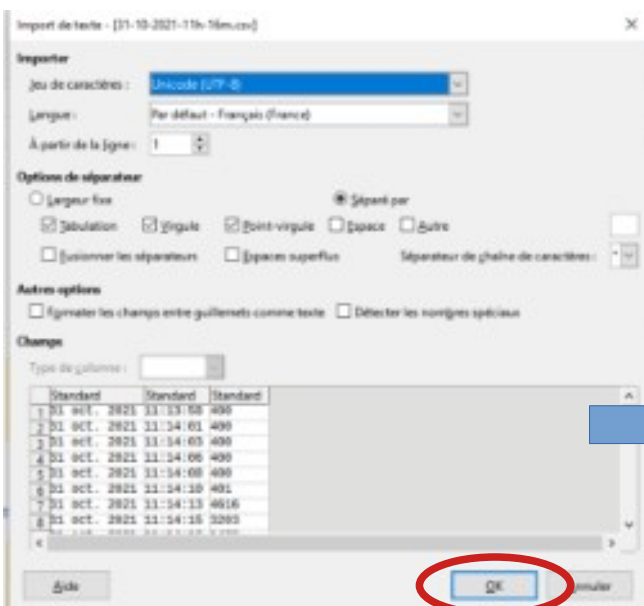 Import de texte - [31-10-2021-11h-16m.csv]
Importer
Jeu de caractères : Unicode (UTF-8)
Langue : Par défaut - Français (France)
À partir de la ligne : 1
Options de séparateur
Largeur fixe Séparé par
Tabulation Virgule Point-virgule Espace Autre
Fusionner les séparateurs Espaces superflus Séparateur de chaîne de caractères : "
Autres options
Formater les champs entre guillemets comme texte Détecter les nombres spéciaux
Champs
Type de colonne :
Standard Standard Standard
1 31 oct. 2021 11:13:58 400
2 31 oct. 2021 11:14:01 400
3 31 oct. 2021 11:14:03 400
4 31 oct. 2021 11:14:06 400
5 31 oct. 2021 11:14:08 400
6 31 oct. 2021 11:14:10 401
7 31 oct. 2021 11:14:13 4616
8 31 oct. 2021 11:14:15 5203
Aide OK